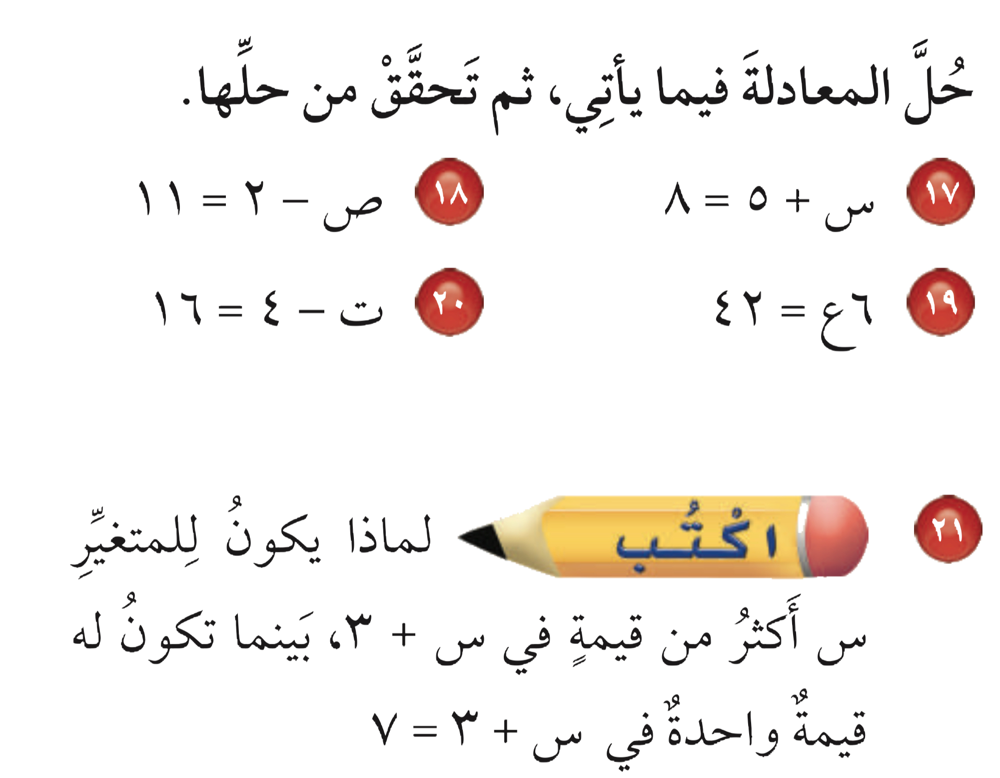 حُلَّ المعادلةَ فيما يأتِي، ثم تَحقَّقْ من حلِّها.
١٧ س + ٥ = ٨ ١٨ ص – ٢ = ١١
١٩ ٦ع = ٤٢ ٢٠ ت – ٤ = ١٦
٢١ اكْتُب لماذا يكونُ لِلمتغيِّرِ
س أَكثرُ من قيمةٍ في س + ٣، بَينما تكونُ له
قيمةٌ واحدةٌ في س + ٣ = ٧